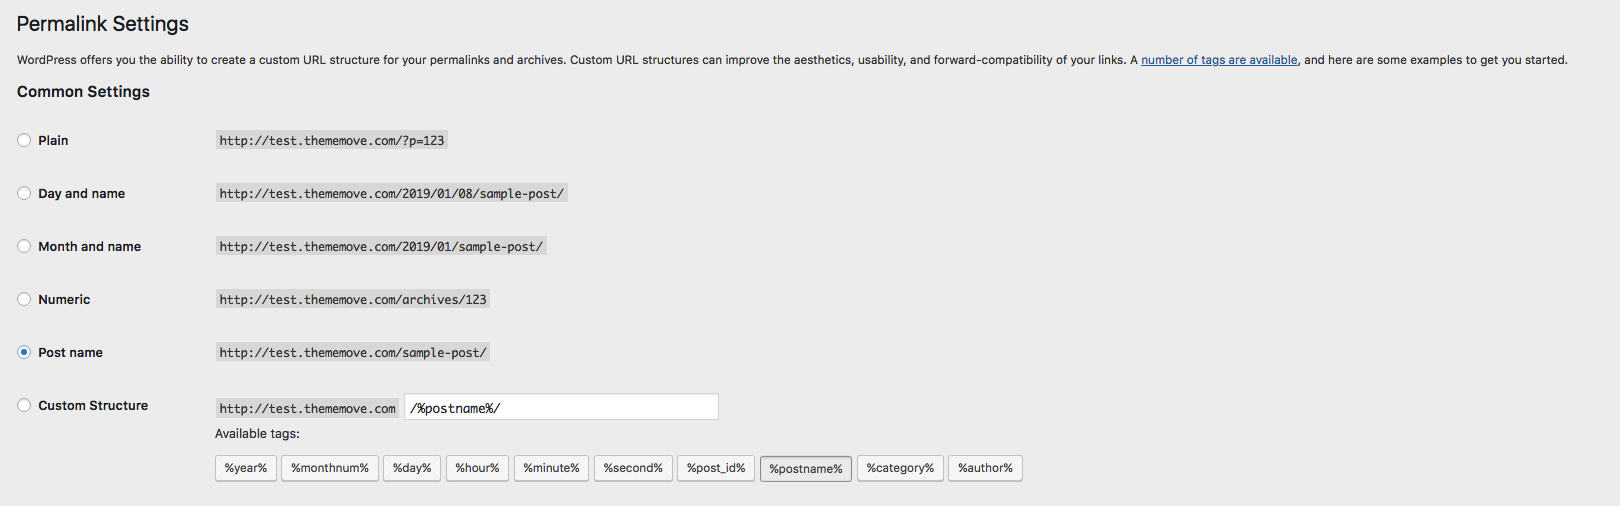 Permalink Settings
WordPress offers you the ability to create a custom URL structure for your permalinks and archives. Custom URL structures can improve the aesthetics, usability, and forward-compatibility of your links. A number of tags are available, and here are some examples to get you started.
Common Settings
Plain http://test.thememove.com/?p=123
Day and name http://test.thememove.com/2019/01/08/sample-post/
Month and name http://test.thememove.com/2019/01/sample-post/
Numeric http://test.thememove.com/archives/123
Post name http://test.thememove.com/sample-post/
Custom Structure http://test.thememove.com /%postname%/
Available tags:
%year% %monthnum% %day% %hour% %minute% %second% %post_id% %postname% %category% %author%